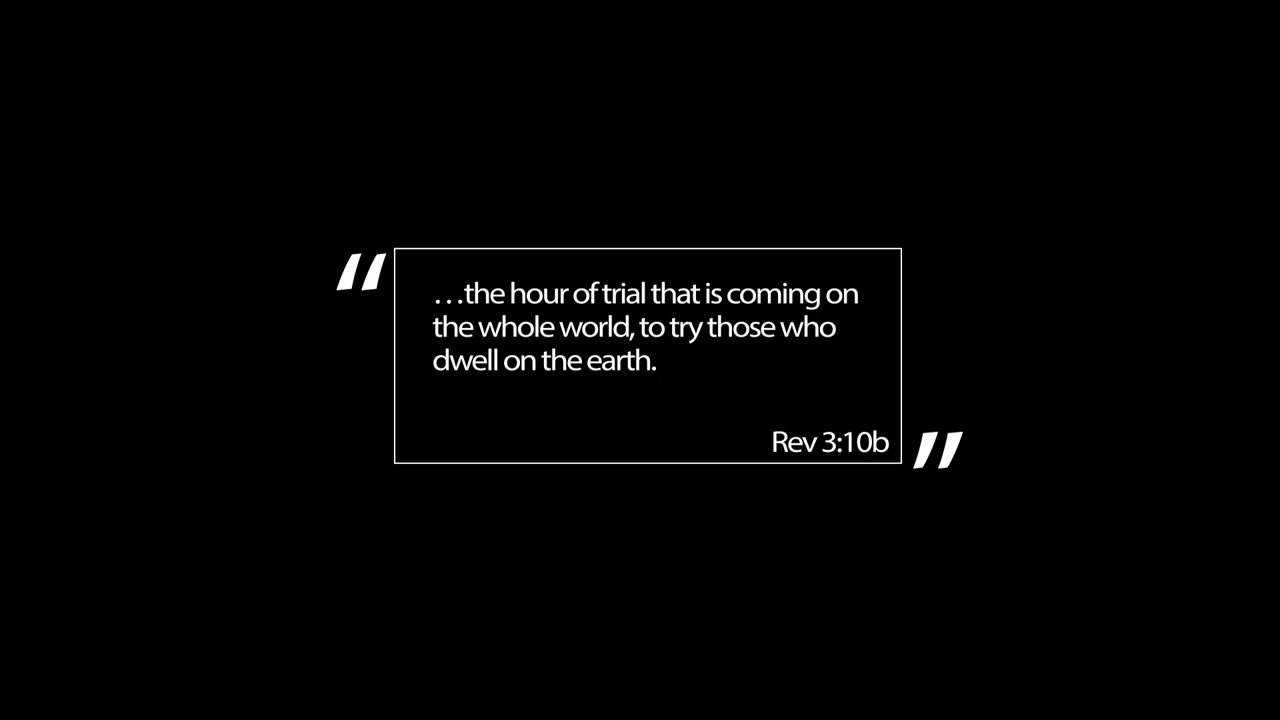 “
…the hour of trial that is coming on
the whole world, to try those who
dwell on the earth.
Rev 3:10b
”